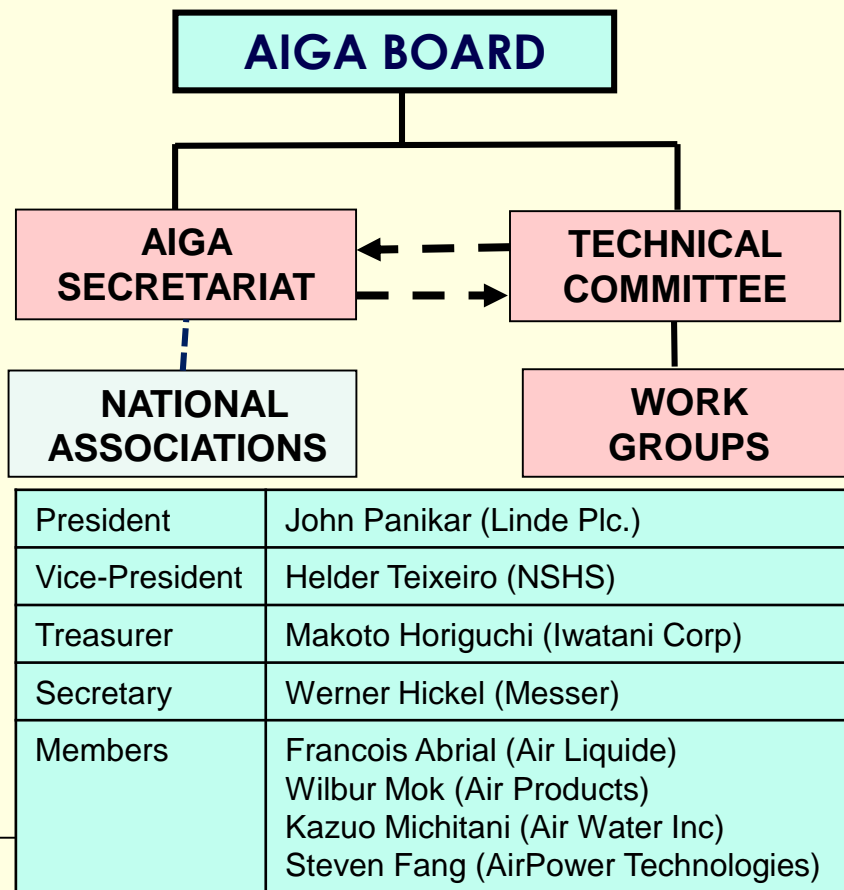 AIGA BOARD
AIGA
SECRETARIAT
TECHNICAL
COMMITTEE
NATIONAL
ASSOCIATIONS
WORK
GROUPS
President John Panikar (Linde Plc.)
Vice-President Helder Teixeiro (NSHS)
Treasurer Makoto Horiguchi (Iwatani Corp)
Secretary Werner Hickel (Messer)
Members Francois Abrial (Air Liquide)
Wilbur Mok (Air Products)
Kazuo Michitani (Air Water Inc)
Steven Fang (AirPower Technologies)